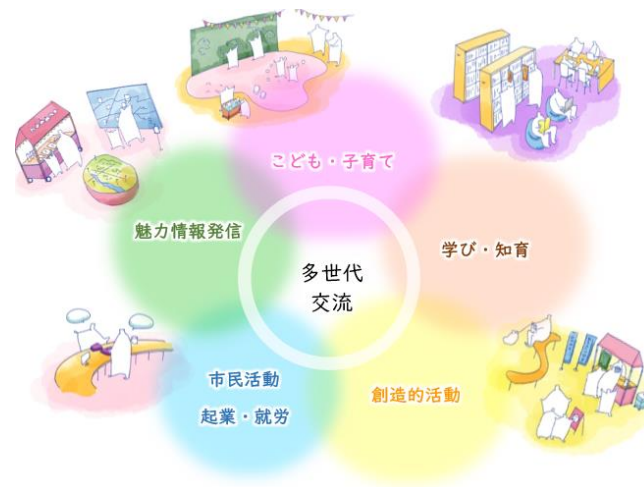 こども・子育て
魅力情報発信
学び・知育
多世代
交流
市民活動
起業・就労
創造的活動